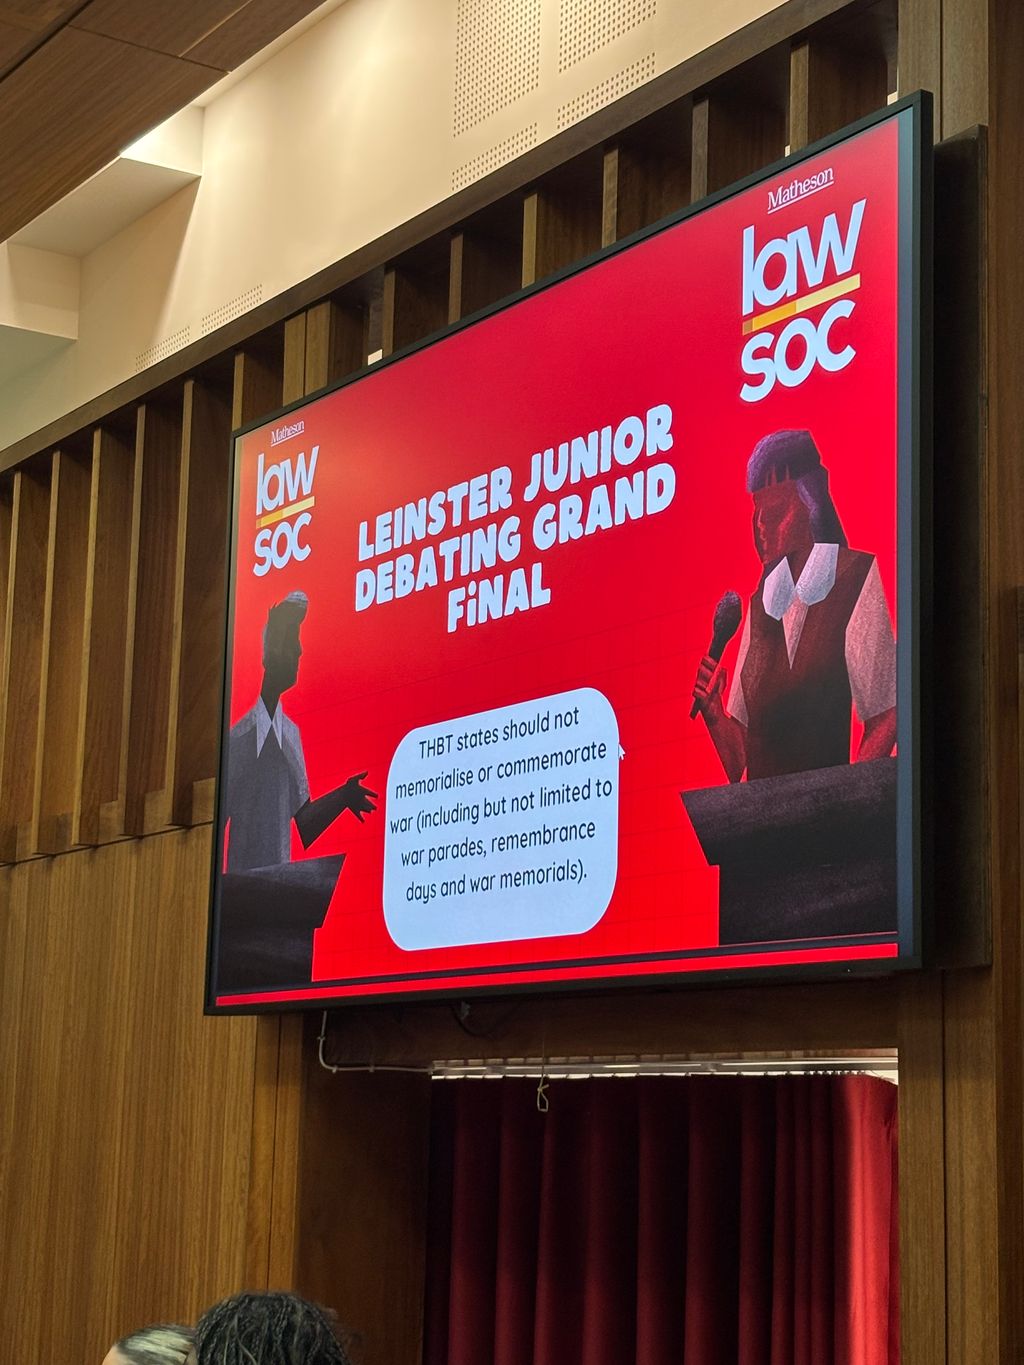 Matheson
law
soc
Matheson
law
soc
LEINSTER JUNIOR
DEBATING GRAND
FiNAL
THBT states should not
memorialise or commemorate
war (including but not limited to
war parades, remembrance
days and war memorials).